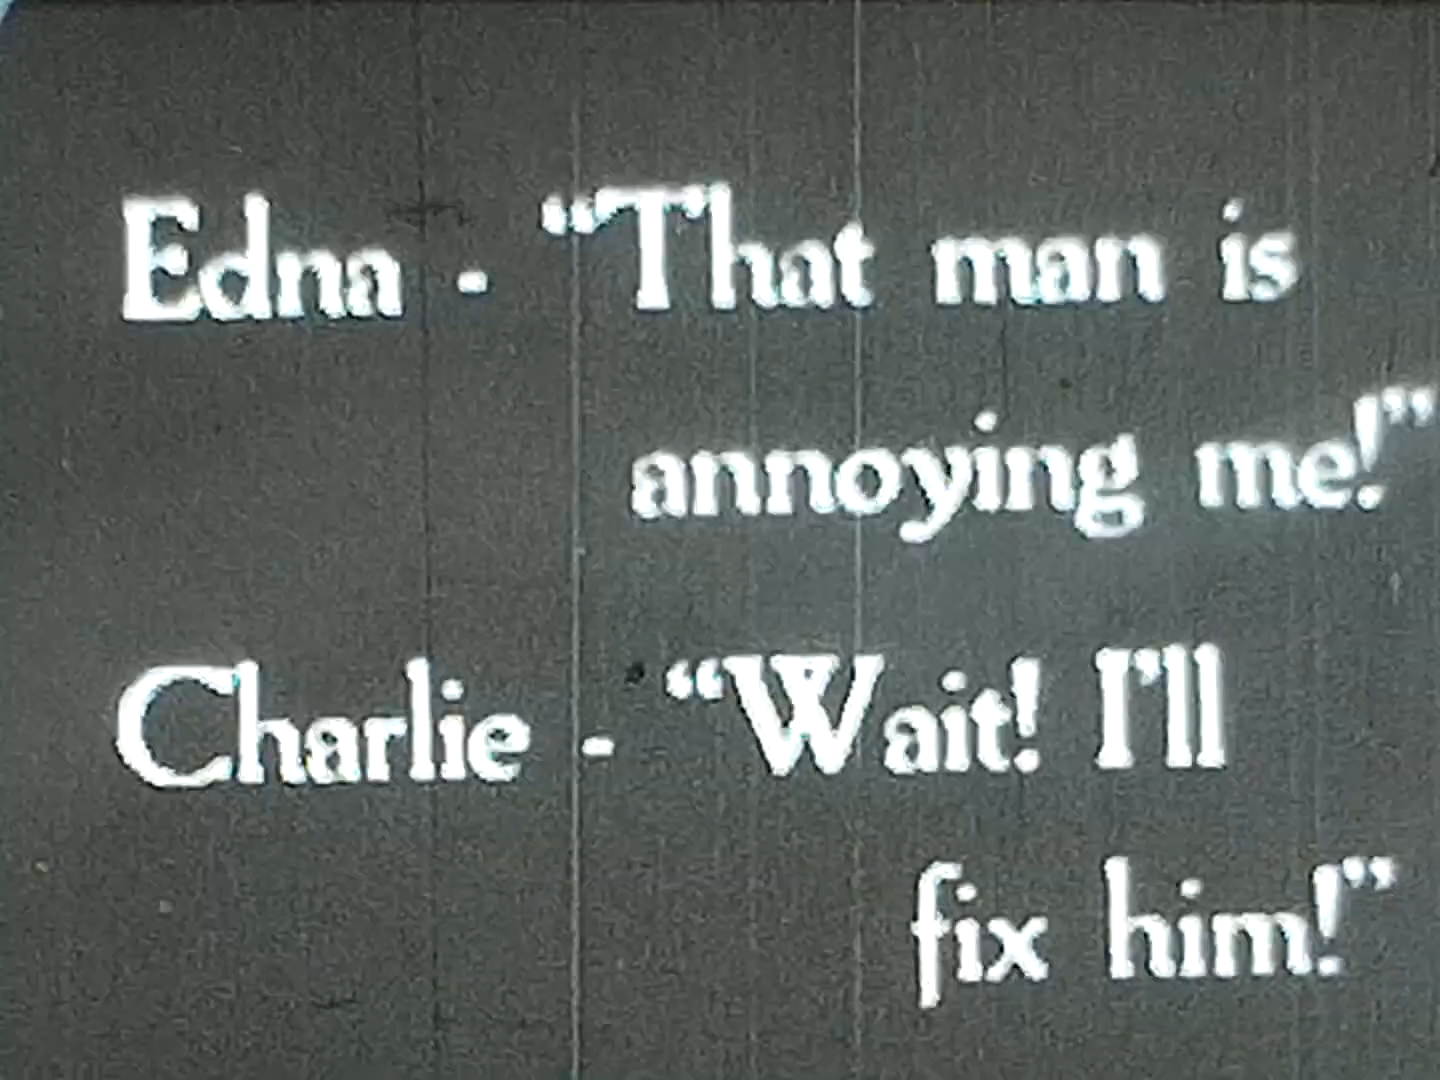 Edna - “That man is
annoying me!”
Charlie - “Wait! I'll
fix him!”